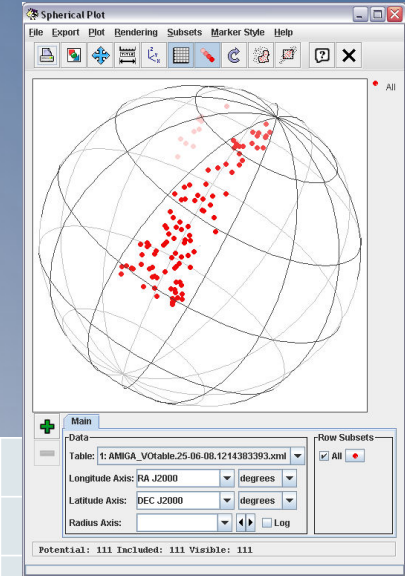 Spherical Plot
File Export Plot Rendering Subsets Marker Style Help
All
Main
Data
Row Subsets
Table: 1: AMIGA_VOtable.25-06-08.1214383393.xml
All
Longitude Axis: RA J2000 degrees
Latitude Axis: DEC J2000 degrees
Radius Axis: Log
Potential: 111 Included: 111 Visible: 111